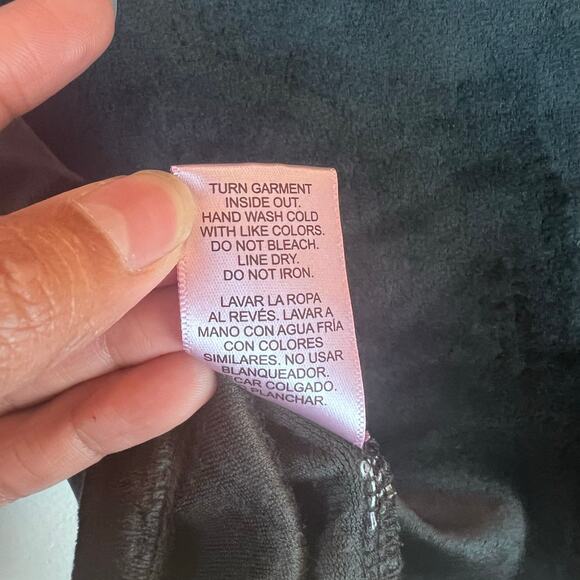 TURN GARMENT
INSIDE OUT.
HAND WASH COLD
WITH LIKE COLORS.
DO NOT BLEACH.
LINE DRY.
DO NOT IRON.
LAVAR LA ROPA
AL REVÉS. LAVAR A
MANO CON AGUA FRÍA
CON COLORES
SIMILARES. NO USAR
BLANQUEADOR.
COLGADO.
PLANCHAR.